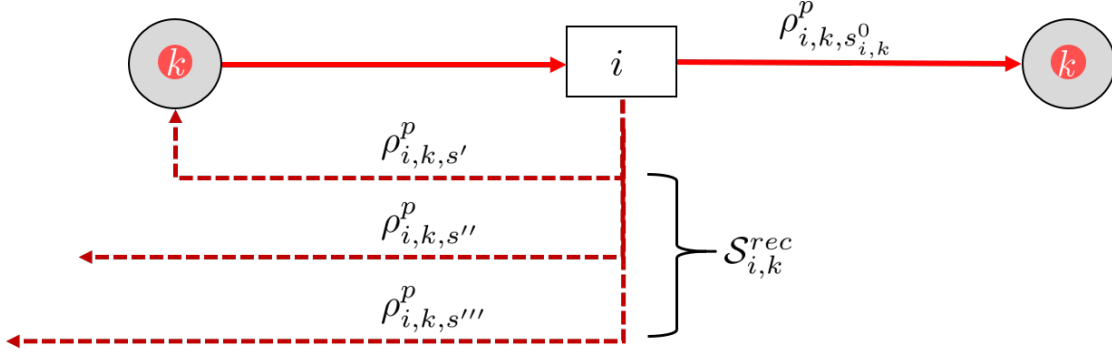 ρ^p_{i,k,s^0_{i,k}}
k i k
ρ^p_{i,k,s'}
ρ^p_{i,k,s''}
S^{rec}_{i,k}
ρ^p_{i,k,s'''}